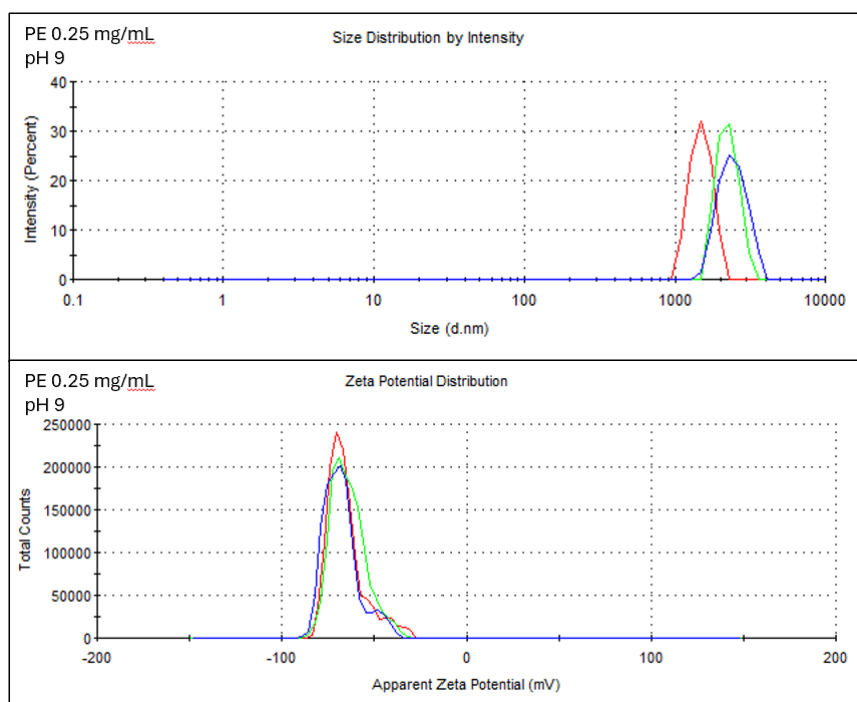 PE 0.25 mg/mL
pH 9
Size Distribution by Intensity
40
30
20
10
0
Intensity (Percent)
0.1 1 10 100 1000 10000
Size (d.nm)
PE 0.25 mg/mL
pH 9
Zeta Potential Distribution
250000
200000
150000
100000
50000
0
Total Counts
-200 -100 0 100 200
Apparent Zeta Potential (mV)